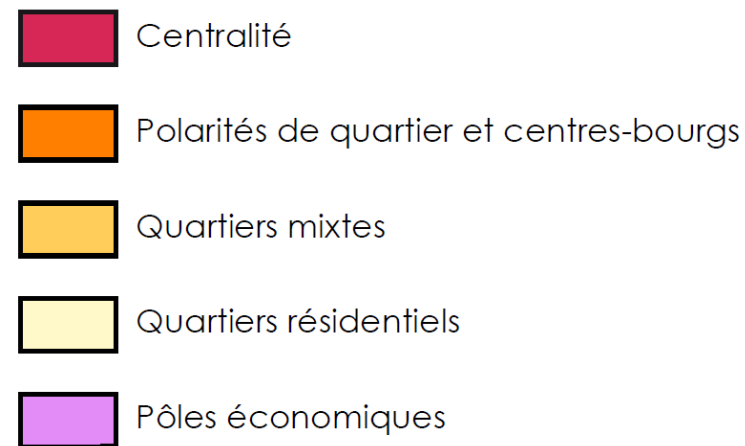 Centralité
Polarités de quartier et centres-bourgs
Quartiers mixtes
Quartiers résidentiels
Pôles économiques